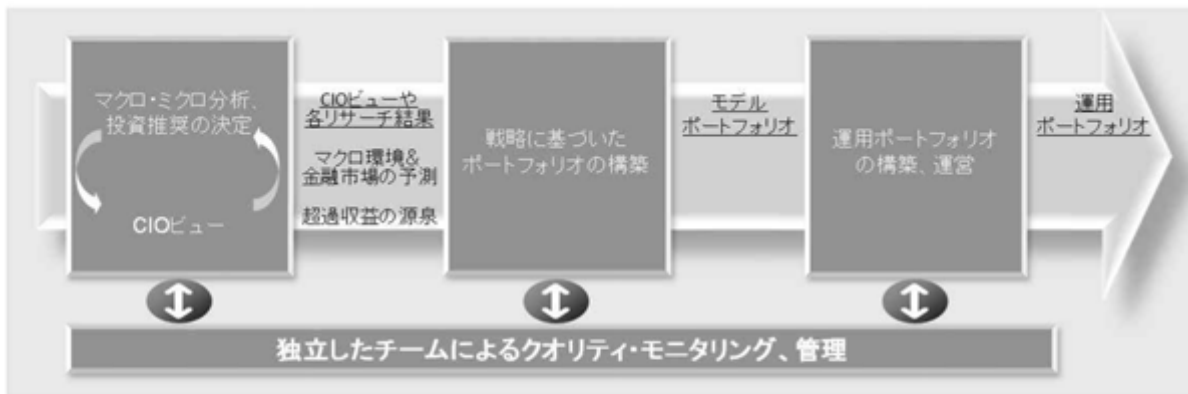 マクロ・ミクロ分析、
投資推奨の決定
CIOビュー
CIOビューや
各リサーチ結果
マクロ環境&
金融市場の予測
超過収益の源泉
戦略に基づいた
ポートフォリオの構築
モデル
ポートフォリオ
運用ポートフォリオ
の構築、運営
運用
ポートフォリオ
独立したチームによるクオリティ・モニタリング、管理